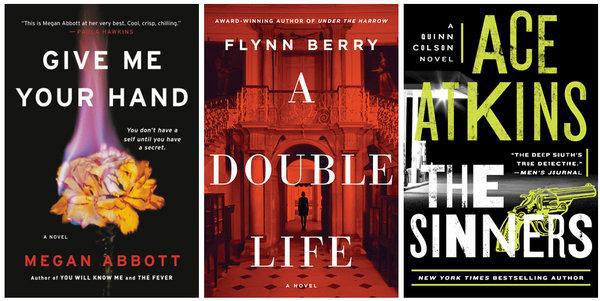 "This is Megan Abbott at her very best. Cool, crisp, chilling."
— PAULA HAWKINS
GIVE ME
YOUR HAND
You don't have a
self until you have
a secret.
A NOVEL
MEGAN ABBOTT
Author of YOU WILL KNOW ME and THE FEVER
AWARD-WINNING AUTHOR OF UNDER THE HARROW
FLYNN BERRY
A
DOUBLE
LIFE
A NOVEL
A
QUINN
COLSON
NOVEL
ACE
ATKINS
"THE DEEP SOUTH'S
TRUE DETECTIVE."
—MEN'S JOURNAL
THE
SINNERS
NEW YORK TIMES BESTSELLING AUTHOR